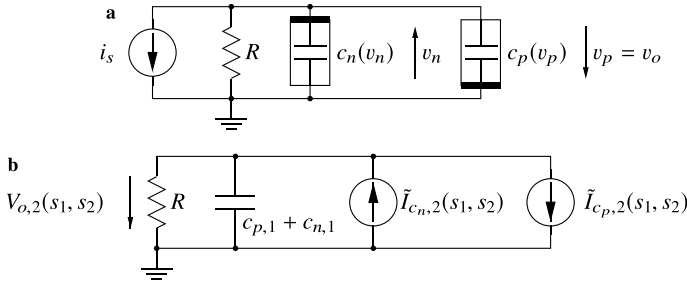 a
i_s R c_n(v_n) v_n c_p(v_p) v_p = v_o
b
V_{o,2}(s_1, s_2) R c_{p,1} + c_{n,1} Ĩ_{c_n,2}(s_1, s_2) Ĩ_{c_p,2}(s_1, s_2)